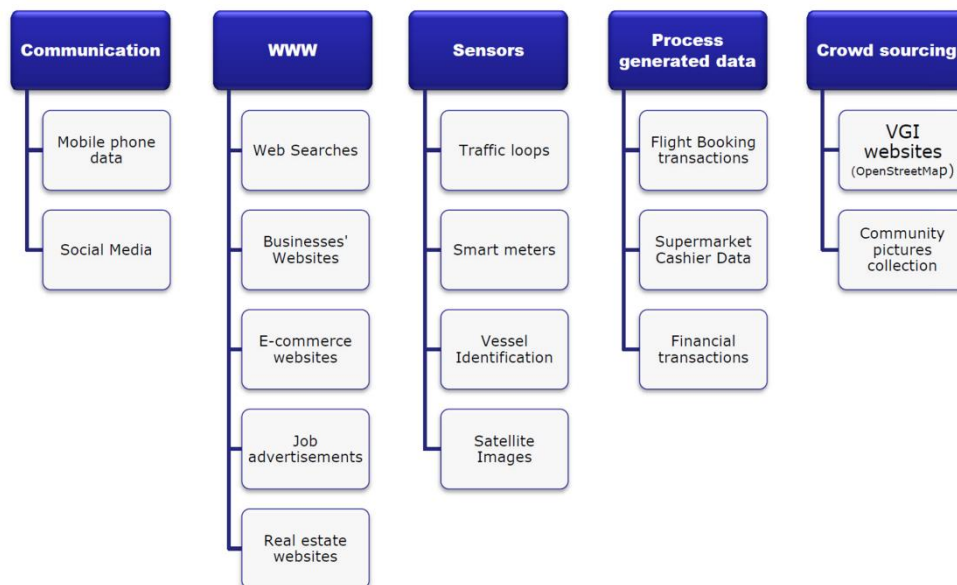 Communication
Mobile phone
data
Social Media
WWW
Web Searches
Businesses'
Websites
E-commerce
websites
Job
advertisements
Real estate
websites
Sensors
Traffic loops
Smart meters
Vessel
Identification
Satellite
Images
Process
generated data
Flight Booking
transactions
Supermarket
Cashier Data
Financial
transactions
Crowd sourcing
VGI
websites
(OpenStreetMap)
Community
pictures
collection